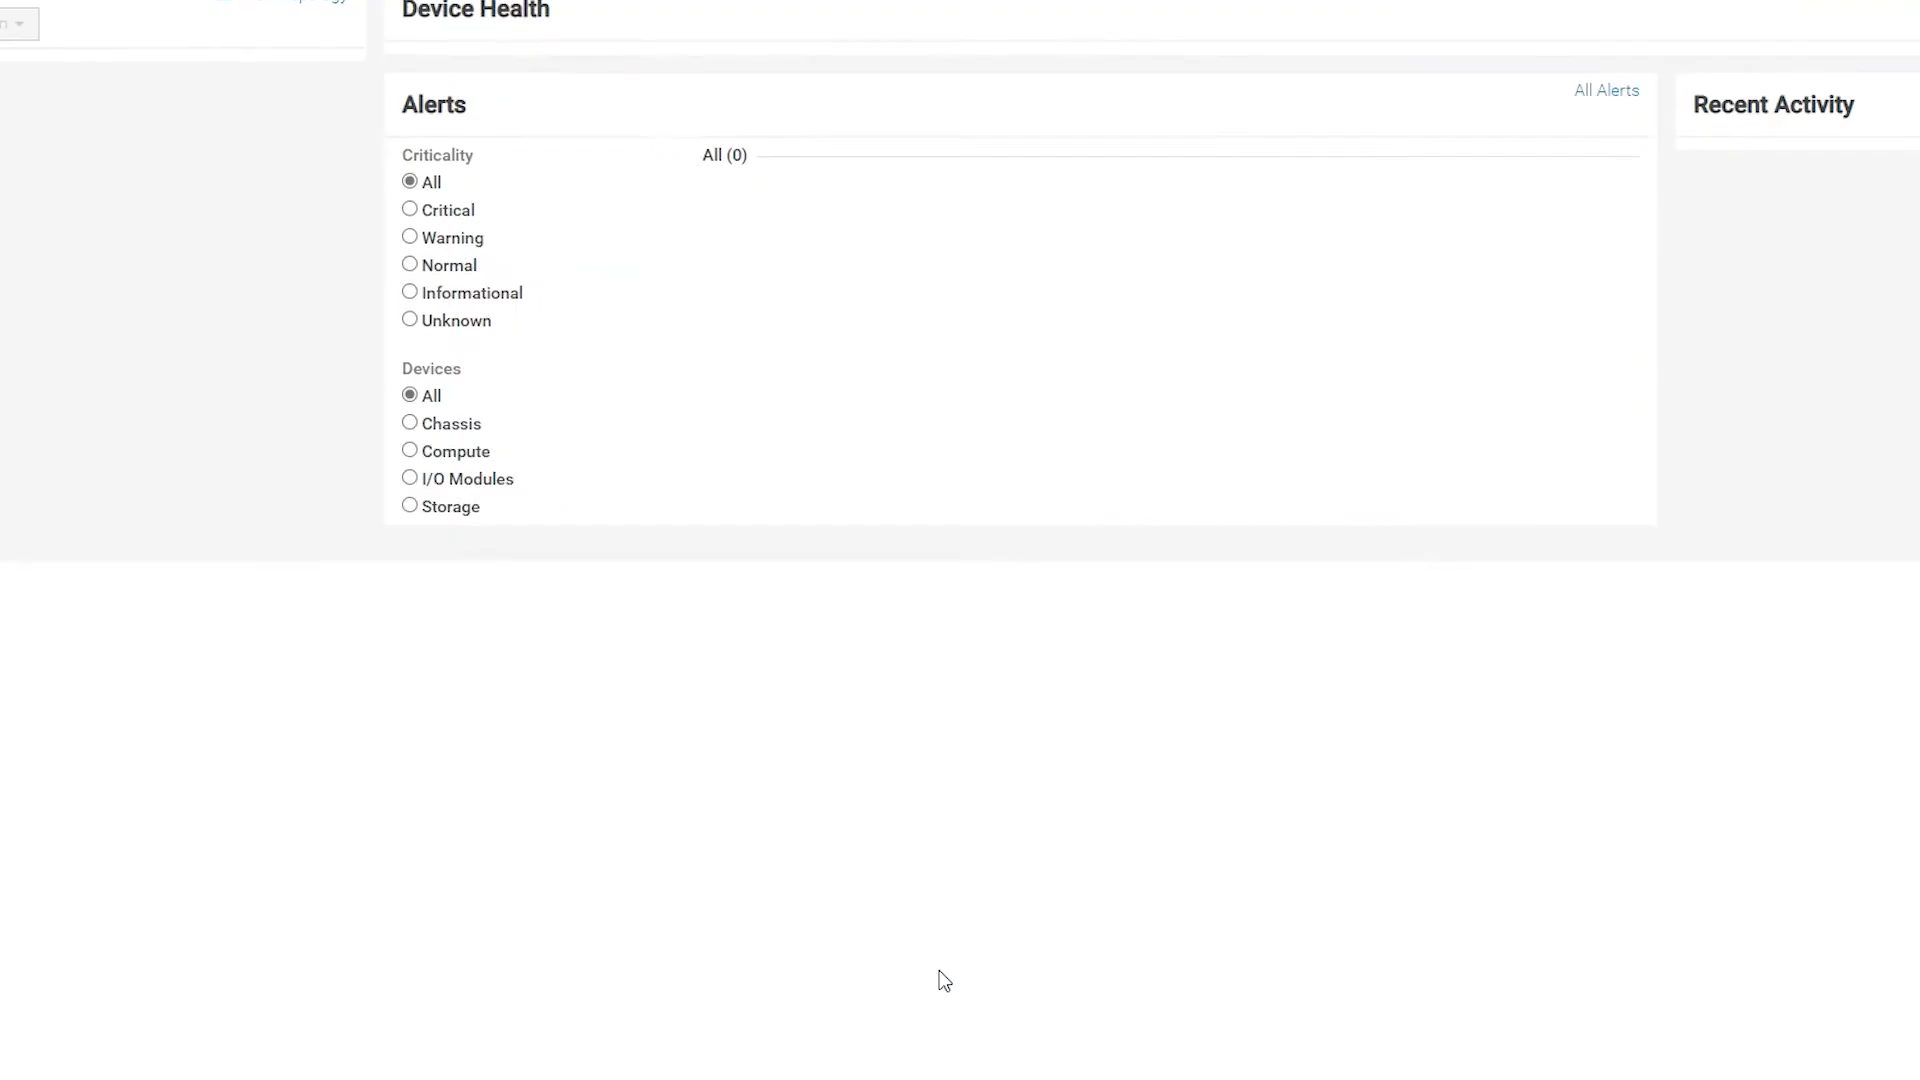 Device Health
Alerts
All Alerts
Recent Activity
Criticality
All (0)
All
Critical
Warning
Normal
Informational
Unknown
Devices
All
Chassis
Compute
I/O Modules
Storage